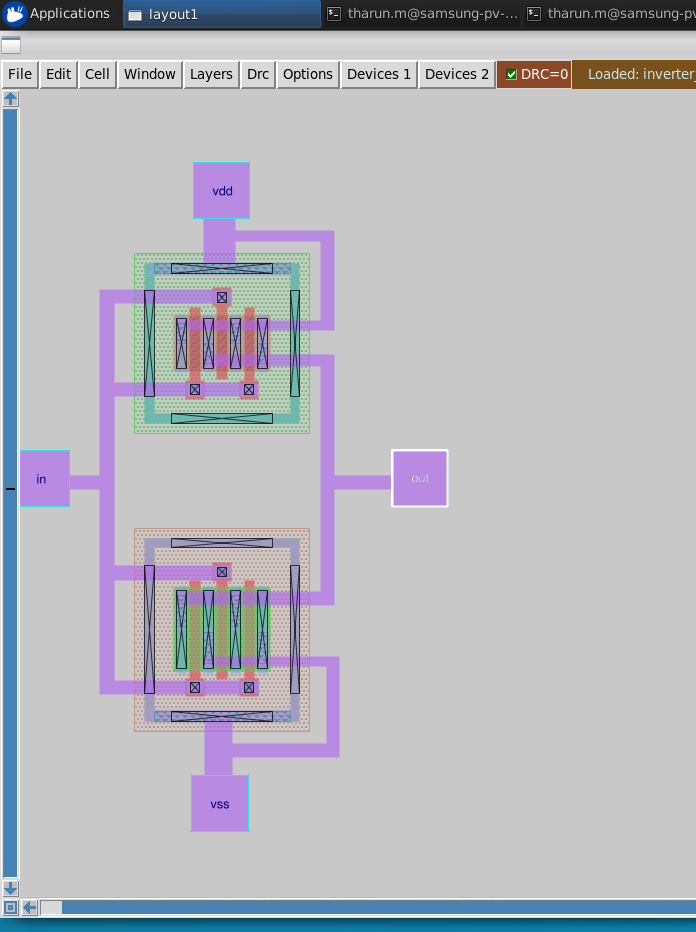 Applications
layout1
tharun.m@samsung-pv-...
tharun.m@samsung-pv
File Edit Cell Window Layers Drc Options Devices 1 Devices 2 DRC=0 Loaded: inverter_
vdd
in
out
vss